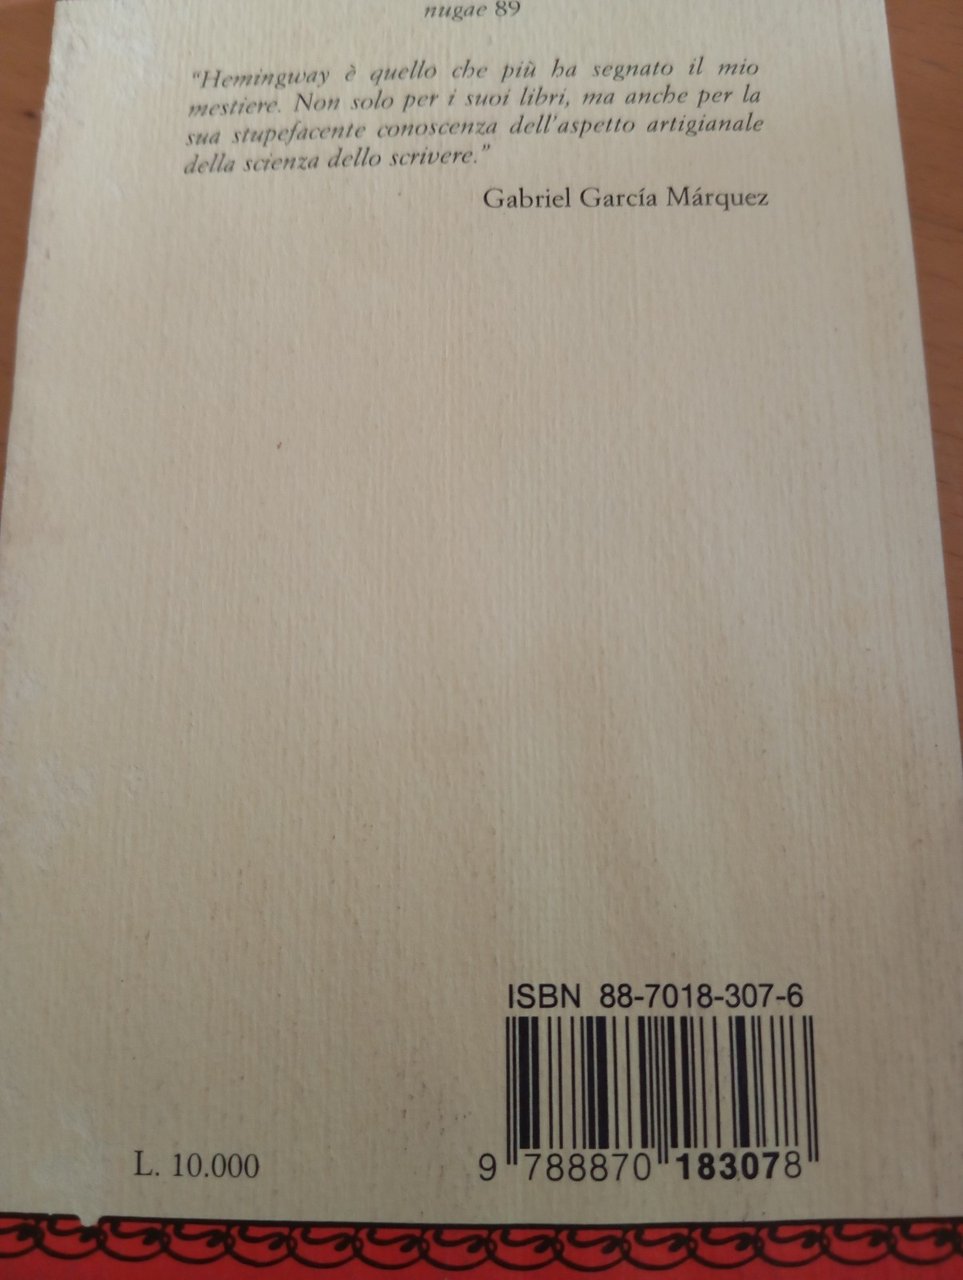 nugae 89
"Hemingway è quello che più ha segnato il mio
mestiere. Non solo per i suoi libri, ma anche per la
sua stupefacente conoscenza dell'aspetto artigianale
della scienza dello scrivere."
Gabriel García Márquez
ISBN 88-7018-307-6
L. 10.000
9 788870 183078